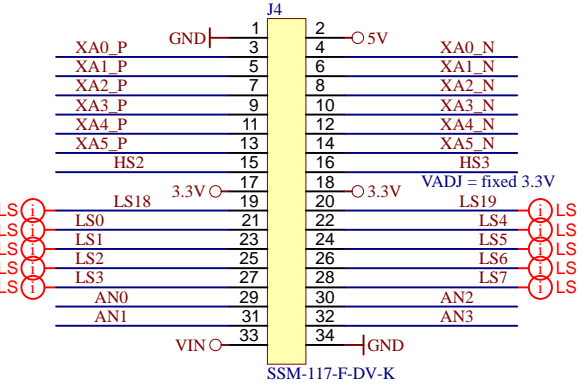 J4
GND 1 2 5V
XA0_P 3 4 XA0_N
XA1_P 5 6 XA1_N
XA2_P 7 8 XA2_N
XA3_P 9 10 XA3_N
XA4_P 11 12 XA4_N
XA5_P 13 14 XA5_N
HS2 15 16 HS3
VADJ = fixed 3.3V
3.3V 17 18 3.3V
LS i LS18 19 20 LS19 i LS
LS i LS0 21 22 LS4 i LS
LS i LS1 23 24 LS5 i LS
LS i LS2 25 26 LS6 i LS
LS i LS3 27 28 LS7 i LS
AN0 29 30 AN2
AN1 31 32 AN3
VIN 33 34 GND
SSM-117-F-DV-K